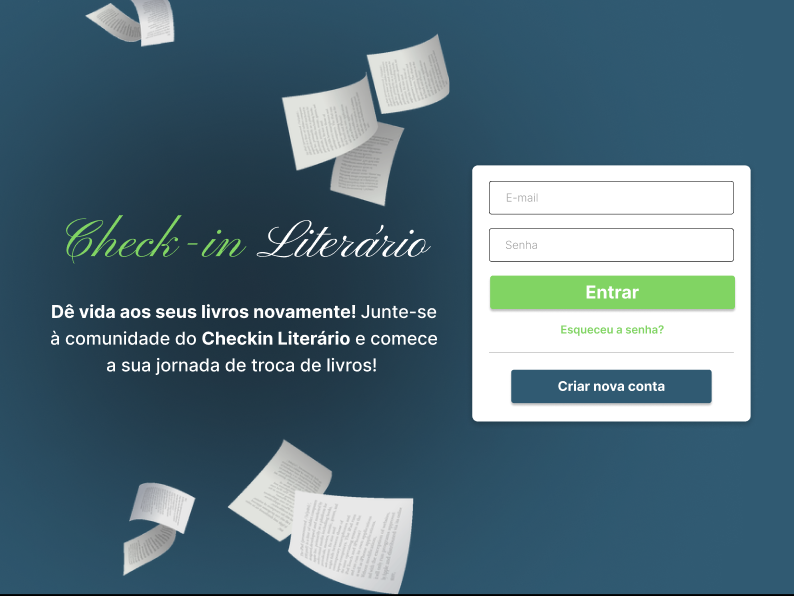 Check-in Literário
Dê vida aos seus livros novamente! Junte-se
à comunidade do Checkin Literário e comece
a sua jornada de troca de livros!
E-mail
Senha
Entrar
Esqueceu a senha?
Criar nova conta